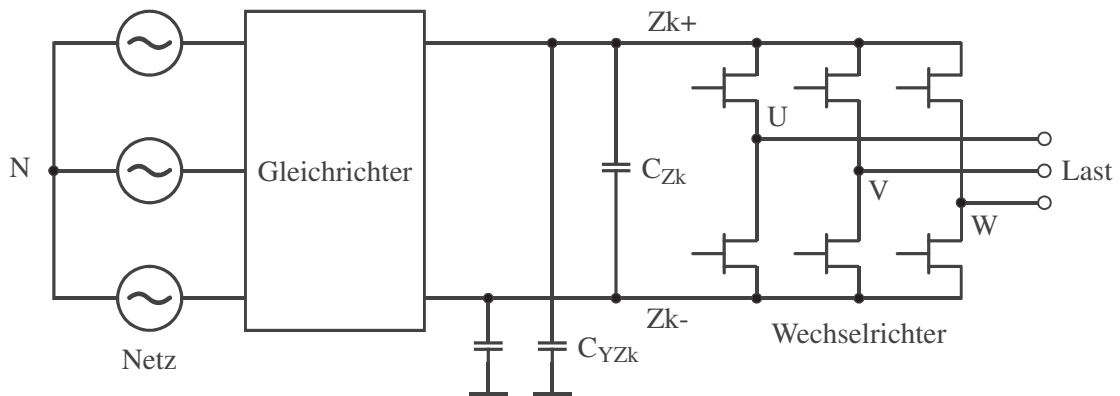 Zk+
U
N
Gleichrichter
C_Zk
Last
V
W
Zk-
Wechselrichter
Netz
C_YZk